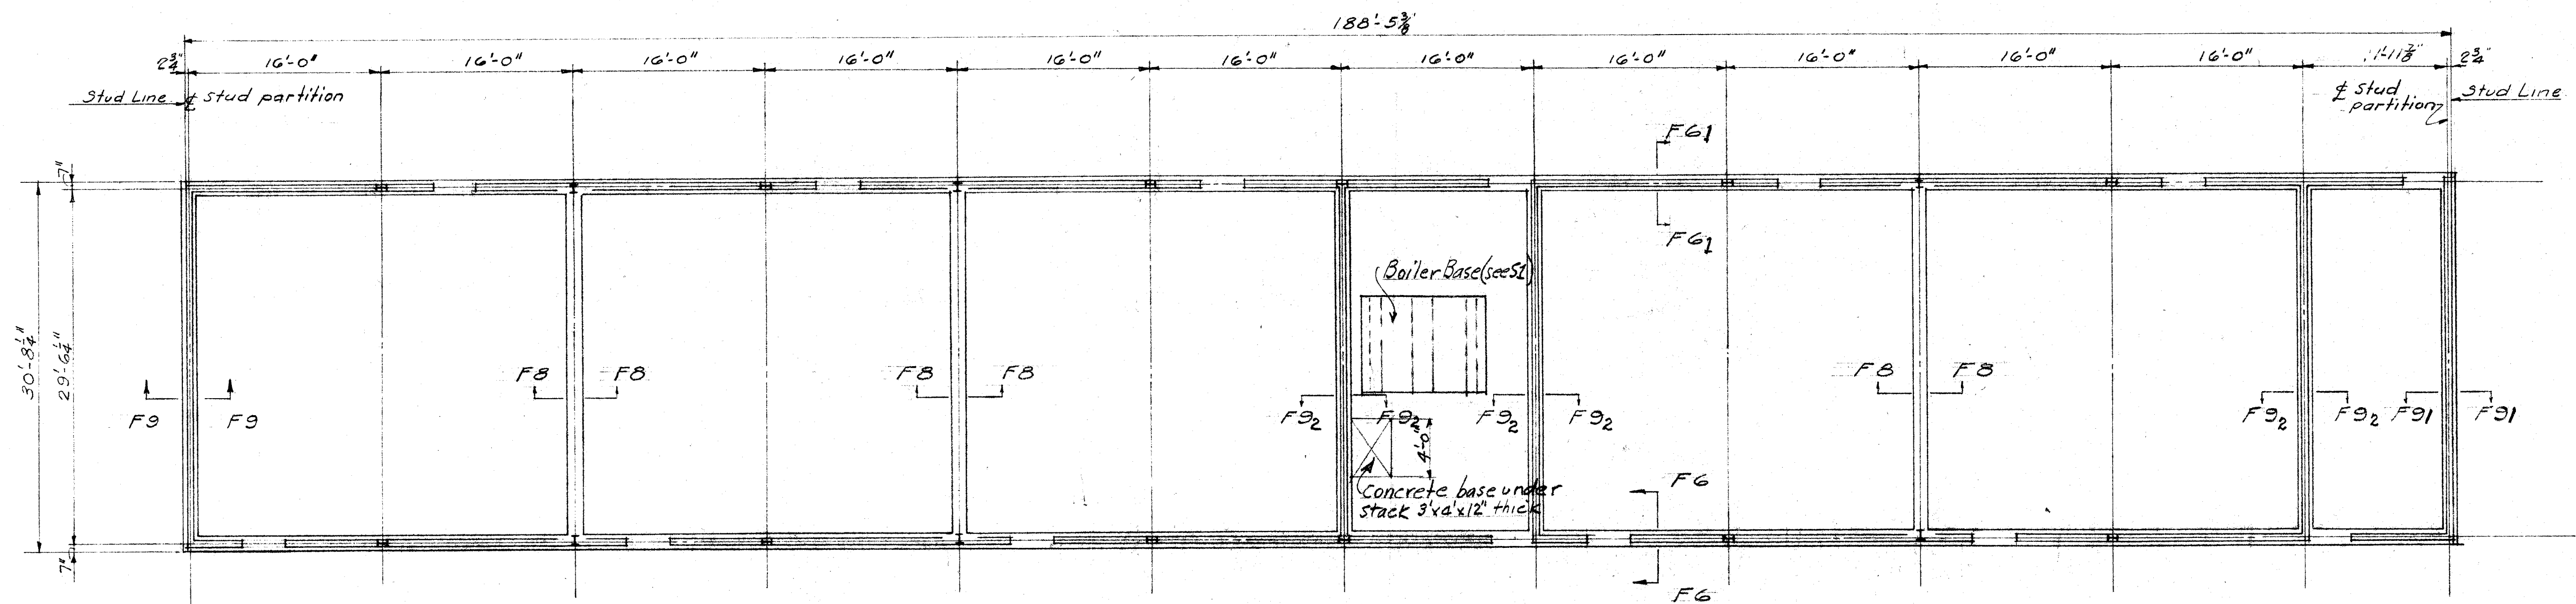 188'-5 3/8"
2 3/4"
16'-0"
16'-0"
16'-0"
16'-0"
16'-0"
16'-0"
16'-0"
16'-0"
16'-0"
16'-0"
16'-0"
11'-11 7/8"
2 3/4"
Stud Line
℄ Stud partition
℄ Stud
partition
Stud Line
7"
F61
F61
Boiler Base (see S1)
30'-8 1/4"
29'-6 1/4"
F8
F8
F8
F8
F8
F8
F9
F9
F92
F92
F92
F92
F92
F92
F91
F91
4'-0"
Concrete base under
stack 3'x4'x12" thick
F6
F6
7"